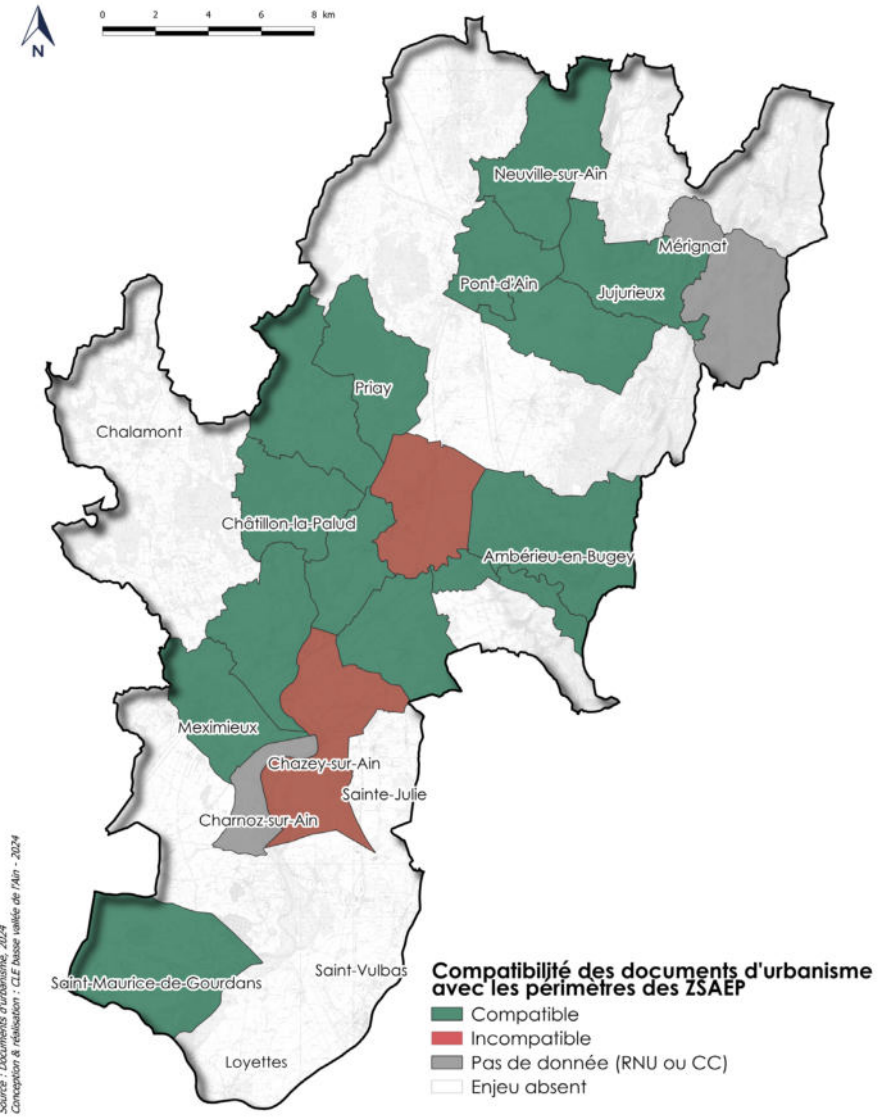 0 2 4 6 8 km
N
Neuville-sur-Ain
Mérignat
Pont-d'Ain
Jujurieux
Priay
Chalamont
Châtillon-la-Palud
Ambérieu-en-Bugey
Meximieux
Chazey-sur-Ain
Sainte-Julie
Charnoz-sur-Ain
Saint-Vulbas
Saint-Maurice-de-Gourdans
Loyettes
Compatibilité des documents d'urbanisme
avec les périmètres des ZSAEP
Compatible
Incompatible
Pas de donnée (RNU ou CC)
Enjeu absent
Source : Documents d'urbanisme, 2024
Conception & réalisation : CLE basse vallée de l'Ain - 2024